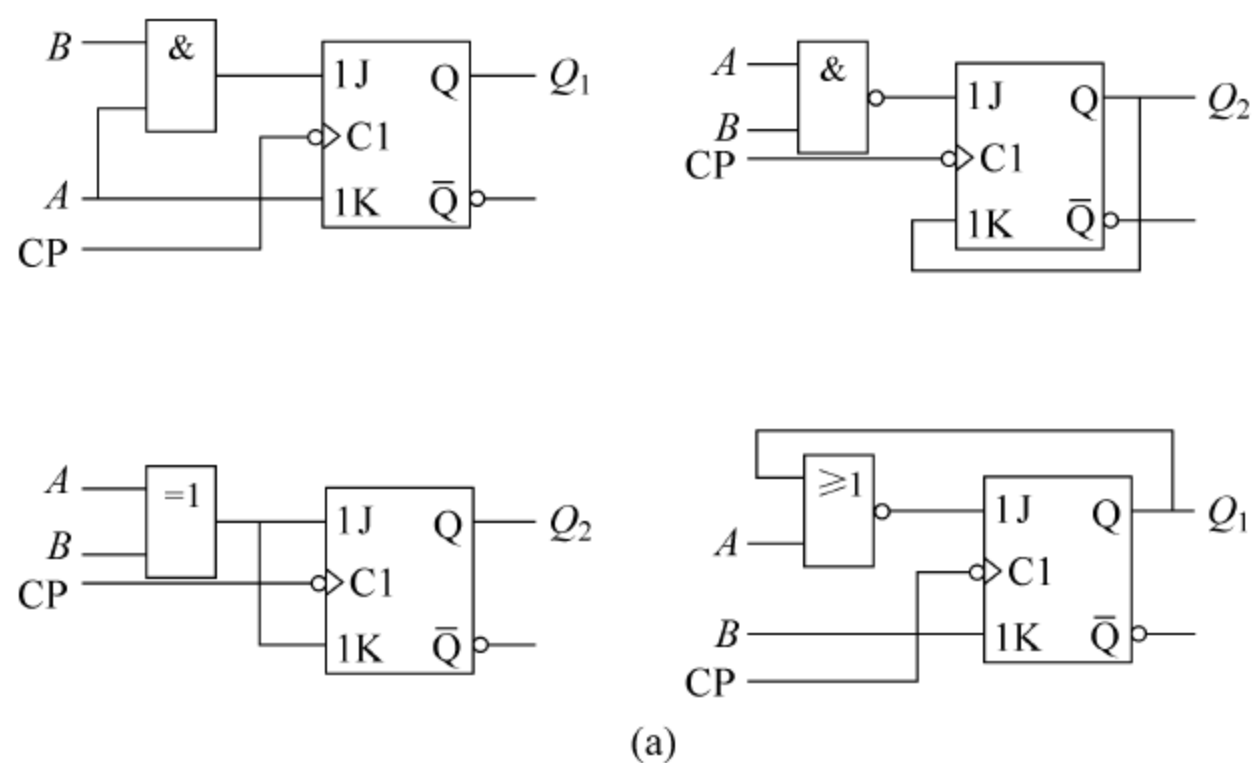 B & 1J Q Q₁
C1
A 1K Q̅
CP
A & 1J Q Q₂
B
CP C1
1K Q̅
A =1 1J Q Q₂
B
CP C1
1K Q̅
≥1 1J Q Q₁
A
C1
B 1K Q̅
CP
(a)